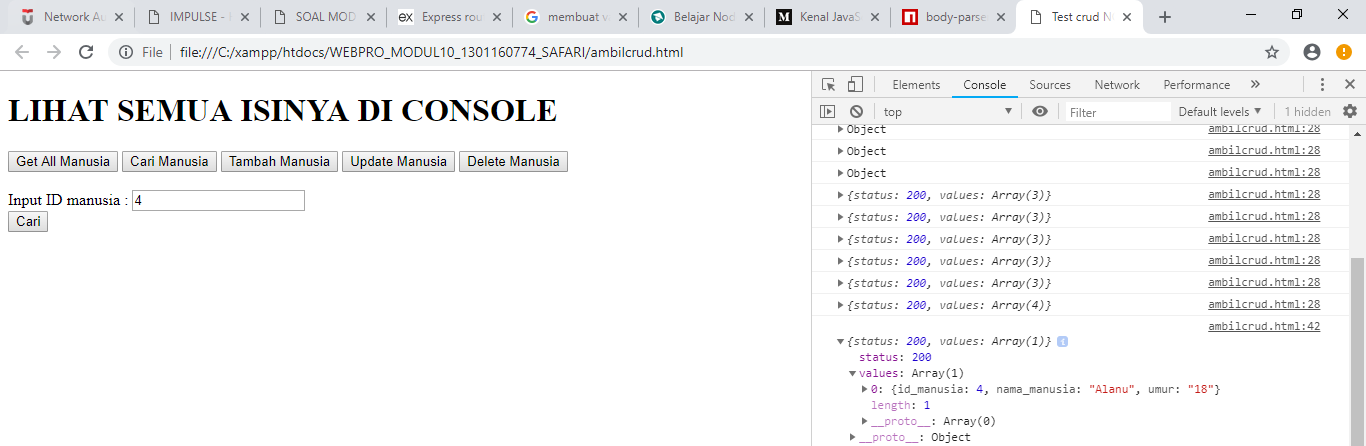 Network Au
IMPULSE -
SOAL MOD
Express rou
membuat v
Belajar Nod
Kenal JavaS
body-parse
Test crud N
File
file:///C:/xampp/htdocs/WEBPRO_MODUL10_1301160774_SAFARI/ambilcrud.html
LIHAT SEMUA ISINYA DI CONSOLE
Get All Manusia Cari Manusia Tambah Manusia Update Manusia Delete Manusia
Input ID manusia : 4
Cari
Elements Console Sources Network Performance »
top Filter Default levels ▼ 1 hidden
Object ambilcrud.html:28
Object ambilcrud.html:28
Object ambilcrud.html:28
{status: 200, values: Array(3)} ambilcrud.html:28
{status: 200, values: Array(3)} ambilcrud.html:28
{status: 200, values: Array(3)} ambilcrud.html:28
{status: 200, values: Array(3)} ambilcrud.html:28
{status: 200, values: Array(3)} ambilcrud.html:28
{status: 200, values: Array(4)} ambilcrud.html:28
ambilcrud.html:42
{status: 200, values: Array(1)}
status: 200
values: Array(1)
0: {id_manusia: 4, nama_manusia: "Alanu", umur: "18"}
length: 1
__proto__: Array(0)
__proto__: Object